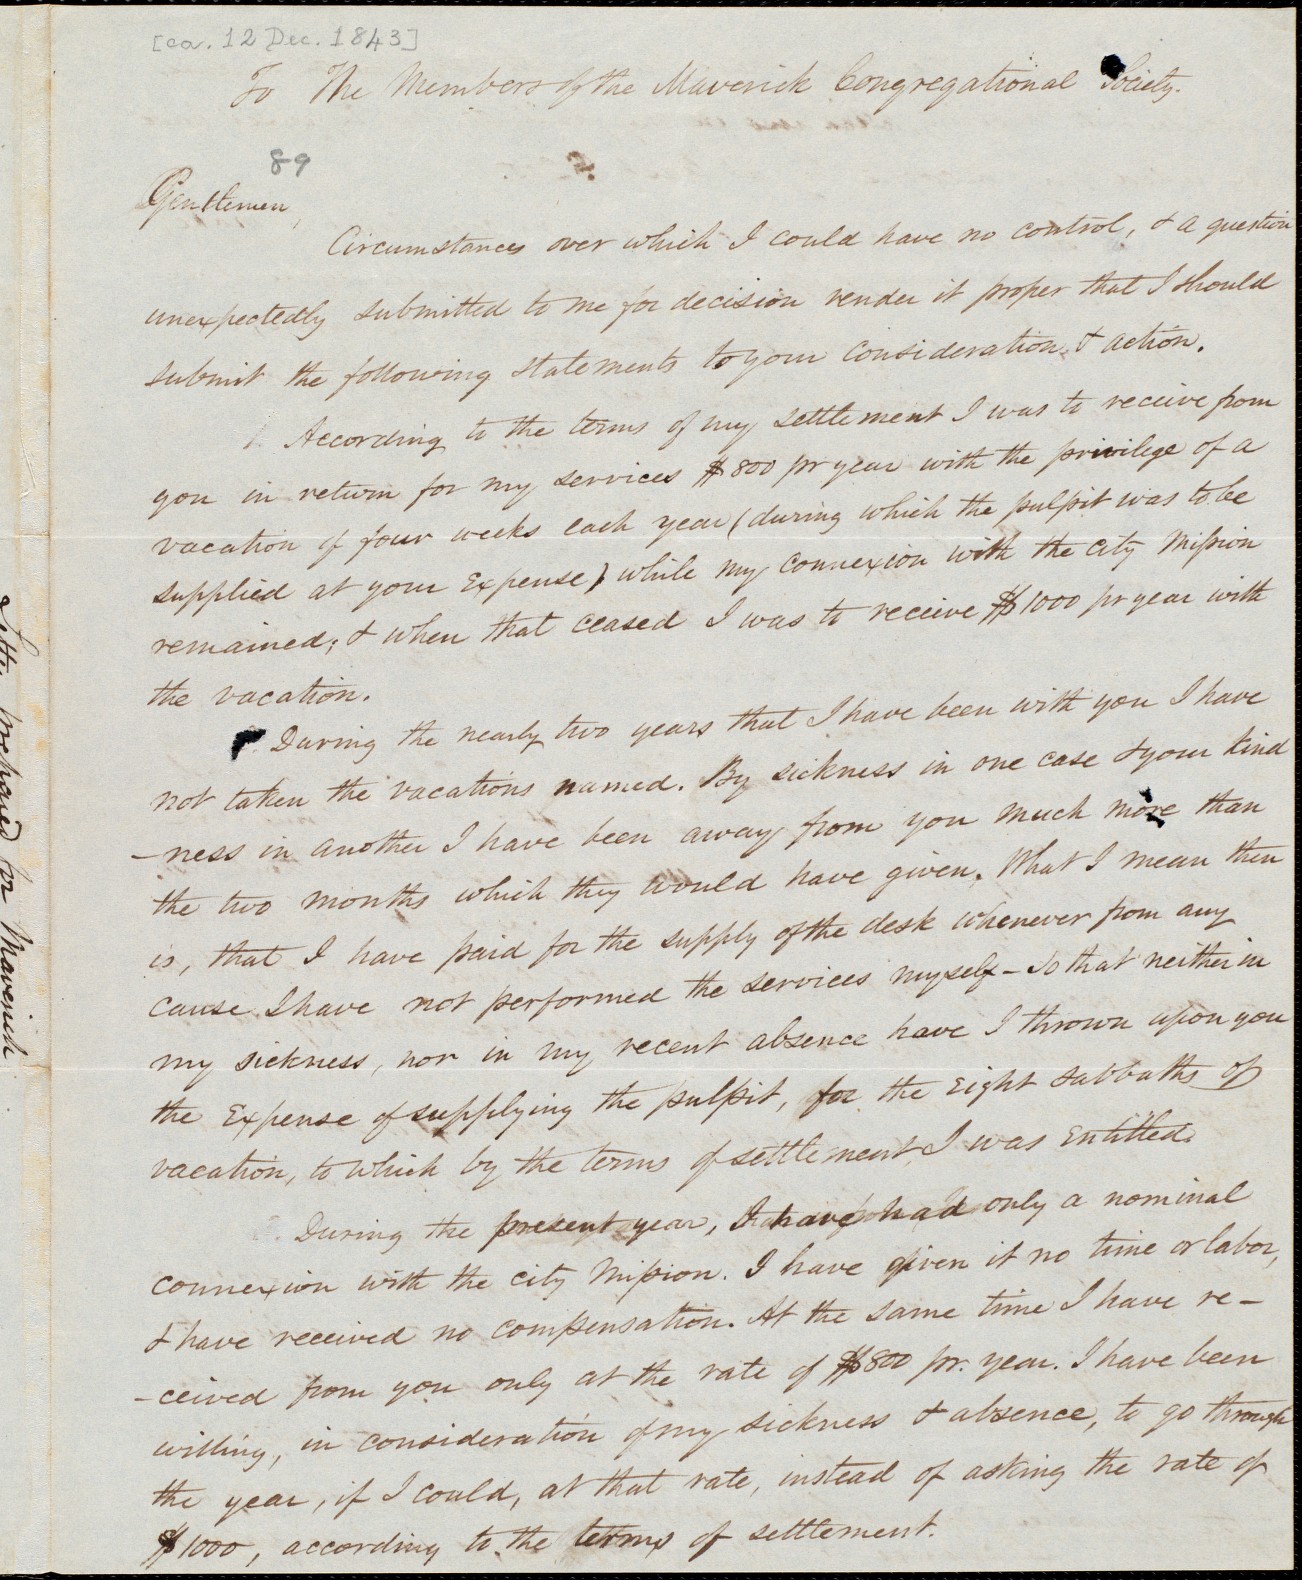 [ca. 12 Dec. 1843]
To The Members of the Maverick Congregational Society.
89
Gentlemen,
Circumstances over which I could have no control, & a question
unexpectedly submitted to me for decision render it proper that I should
submit the following statements to your consideration & action.
1. According to the terms of my settlement I was to receive from
you in return for my services $800 pr year with the privilege of a
vacation of four weeks each year (during which the pulpit was to be
supplied at your expense) while my connexion with the City Mission
remained; & when that ceased I was to receive $1000 pr year with
the vacation.
During the nearly two years that I have been with you I have
not taken the vacations named. By sickness in one case & your kind
-ness in another I have been away from you much more than
the two months which they would have given. What I mean then
is, that I have paid for the supply of the desk whenever from any
cause I have not performed the services myself - so that neither in
my sickness, nor in my recent absence have I thrown upon you
the expense of supplying the pulpit, for the eight sabbaths of
vacation, to which by the terms of settlement I was entitled.
During the present year, I have had only a nominal
connexion with the city Mission. I have given it no time or labor,
& have received no compensation. At the same time I have re-
-ceived from you only at the rate of $800 pr. year. I have been
willing, in consideration of my sickness & absence, to go through
the year, if I could, at that rate, instead of asking the rate of
$1000, according to the terms of settlement.
Letter prepared for Maverick